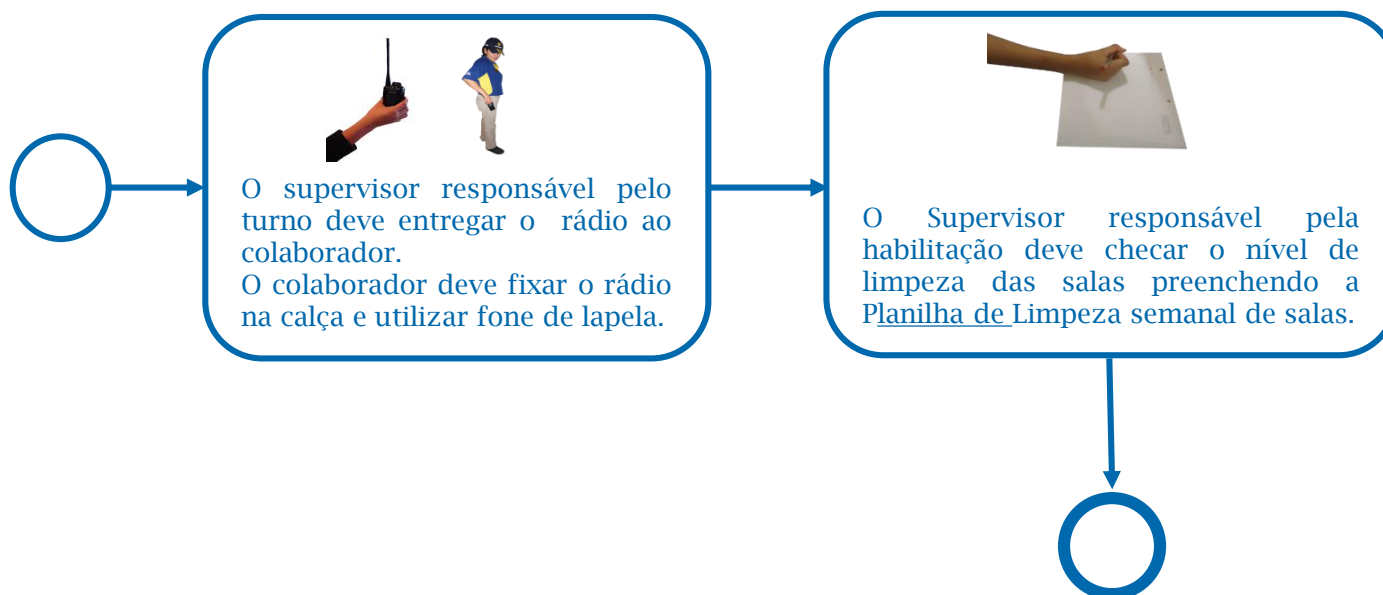 O supervisor responsável pelo
turno deve entregar o rádio ao
colaborador.
O colaborador deve fixar o rádio
na calça e utilizar fone de lapela.
O Supervisor responsável pela
habilitação deve checar o nível de
limpeza das salas preenchendo a
Planilha de Limpeza semanal de salas.